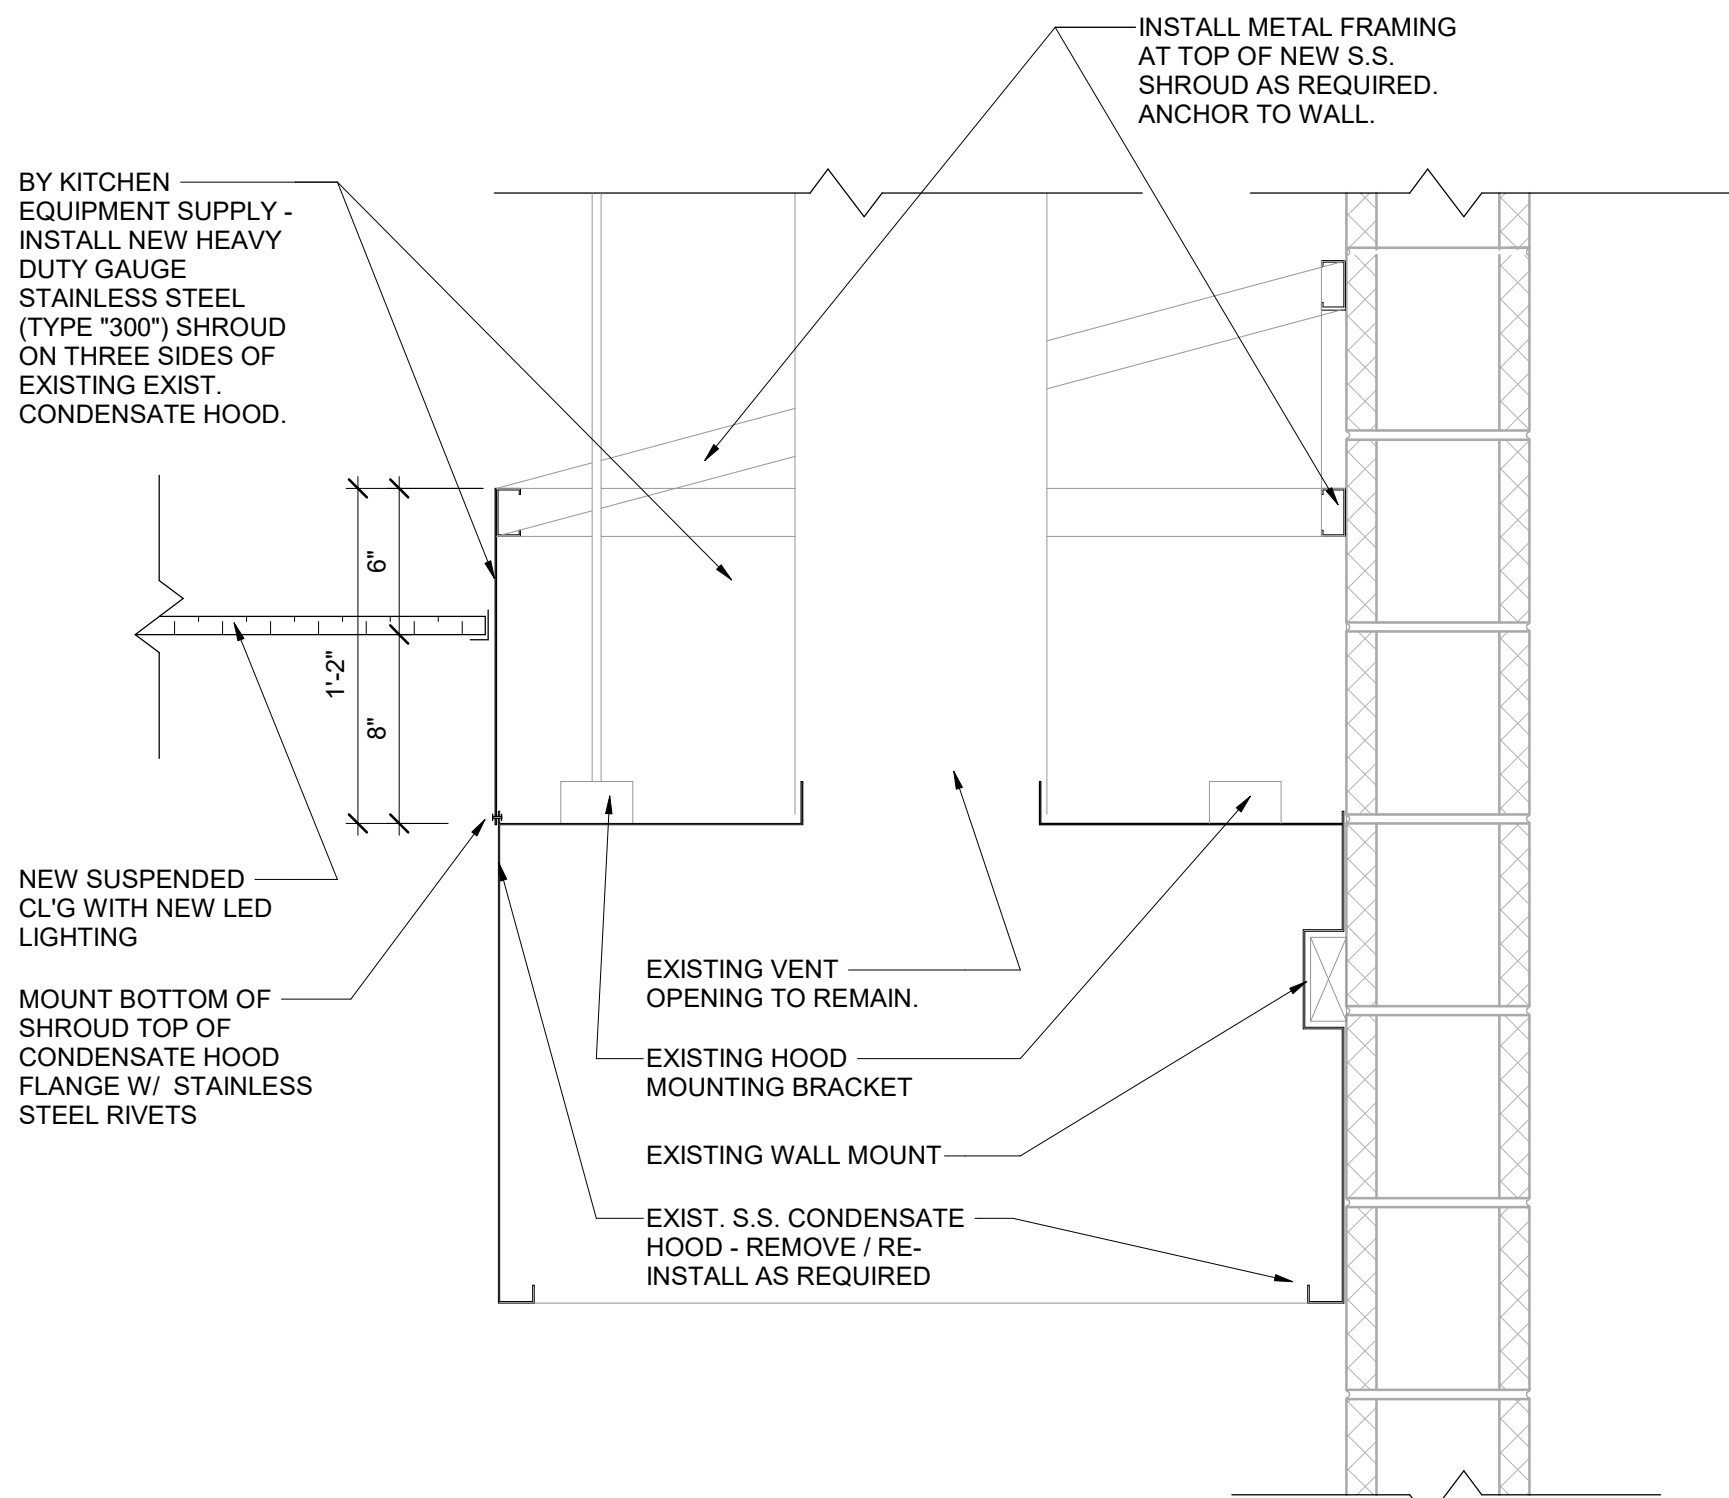 INSTALL METAL FRAMING
AT TOP OF NEW S.S.
SHROUD AS REQUIRED.
ANCHOR TO WALL.
BY KITCHEN
EQUIPMENT SUPPLY -
INSTALL NEW HEAVY
DUTY GAUGE
STAINLESS STEEL
(TYPE "300") SHROUD
ON THREE SIDES OF
EXISTING EXIST.
CONDENSATE HOOD.
6"
1'-2"
8"
NEW SUSPENDED
CL'G WITH NEW LED
LIGHTING
MOUNT BOTTOM OF
SHROUD TOP OF
CONDENSATE HOOD
FLANGE W/  STAINLESS
STEEL RIVETS
EXISTING VENT
OPENING TO REMAIN.
EXISTING HOOD
MOUNTING BRACKET
EXISTING WALL MOUNT
EXIST. S.S. CONDENSATE
HOOD - REMOVE / RE-
INSTALL AS REQUIRED